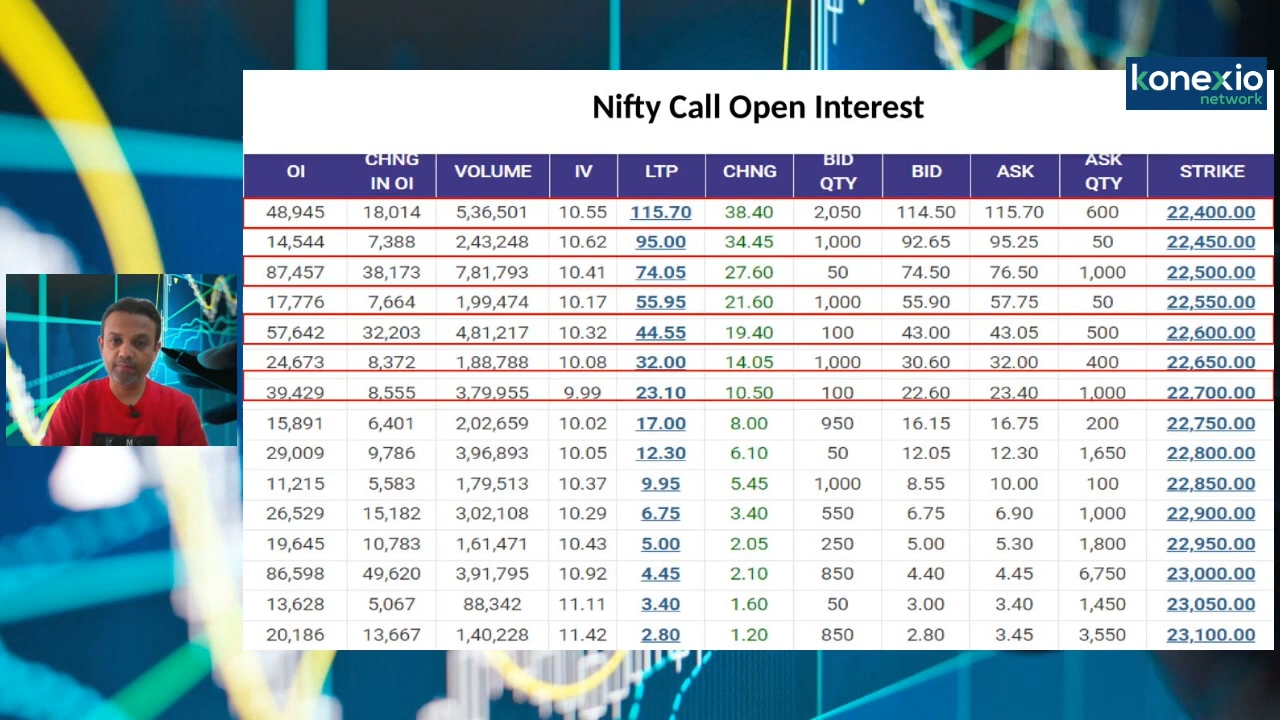 konexio
network
Nifty Call Open Interest
OI CHNG IN OI VOLUME IV LTP CHNG BID QTY BID ASK ASK QTY STRIKE
48,945 18,014 5,36,501 10.55 115.70 38.40 2,050 114.50 115.70 600 22,400.00
14,544 7,388 2,43,248 10.62 95.00 34.45 1,000 92.65 95.25 50 22,450.00
87,457 38,173 7,81,793 10.41 74.05 27.60 50 74.50 76.50 1,000 22,500.00
17,776 7,664 1,99,474 10.17 55.95 21.60 1,000 55.90 57.75 50 22,550.00
57,642 32,203 4,81,217 10.32 44.55 19.40 100 43.00 43.05 500 22,600.00
24,673 8,372 1,88,788 10.08 32.00 14.05 1,000 30.60 32.00 400 22,650.00
39,429 8,555 3,79,955 9.99 23.10 10.50 100 22.60 23.40 1,000 22,700.00
15,891 6,401 2,02,659 10.02 17.00 8.00 950 16.15 16.75 200 22,750.00
29,009 9,786 3,96,893 10.05 12.30 6.10 50 12.05 12.30 1,650 22,800.00
11,215 5,583 1,79,513 10.37 9.95 5.45 1,000 8.55 10.00 100 22,850.00
26,529 15,182 3,02,108 10.29 6.75 3.40 550 6.75 6.90 1,000 22,900.00
19,645 10,783 1,61,471 10.43 5.00 2.05 250 5.00 5.30 1,800 22,950.00
86,598 49,620 3,91,795 10.92 4.45 2.10 850 4.40 4.45 6,750 23,000.00
13,628 5,067 88,342 11.11 3.40 1.60 50 3.00 3.40 1,450 23,050.00
20,186 13,667 1,40,228 11.42 2.80 1.20 850 2.80 3.45 3,550 23,100.00